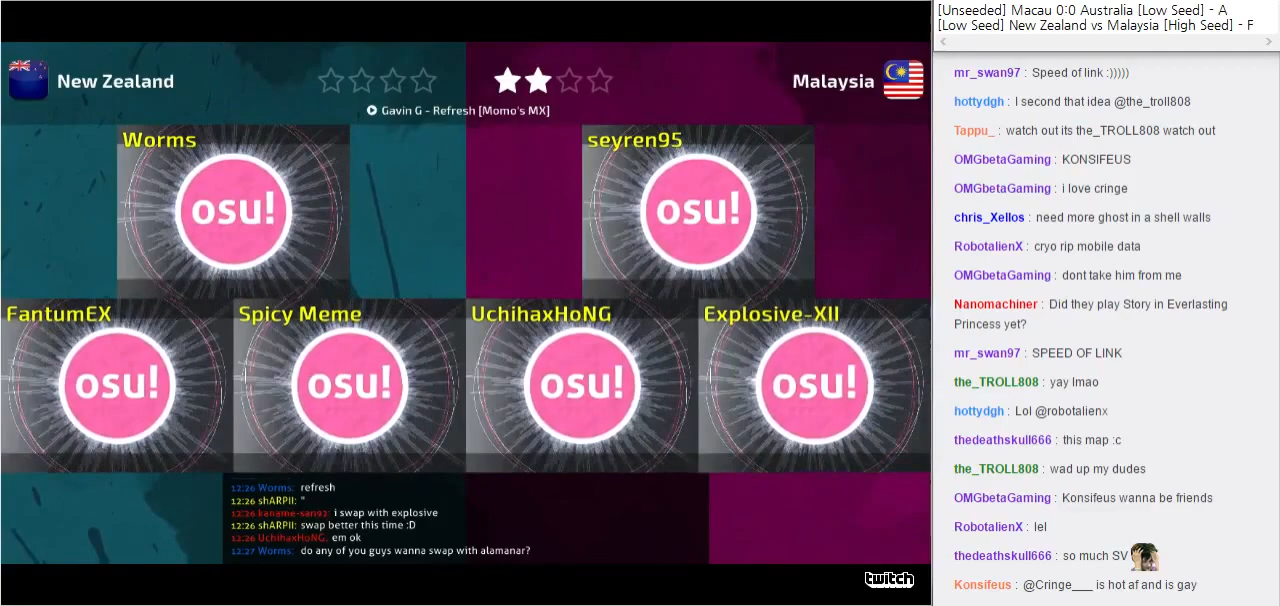 [Unseeded] Macau 0:0 Australia [Low Seed] - A
[Low Seed] New Zealand vs Malaysia [High Seed] - F
New Zealand
Malaysia
Gavin G - Refresh [Momo's MX]
Worms
seyren95
osu!
osu!
FantumEX
Spicy Meme
UchihaxHoNG
Explosive-XII
osu!
osu!
osu!
osu!
12:26 Worms: refresh
12:26 shARPII: "
12:26 kaname-san93: i swap with explosive
12:26 shARPII: swap better this time :D
12:26 UchihaxHoNG: em ok
12:27 Worms: do any of you guys wanna swap with alamanar?
twitch
mr_swan97 : Speed of link :)))))
hottydgh : I second that idea @the_troll808
Tappu_ : watch out its the_TROLL808 watch out
OMGbetaGaming : KONSIFEUS
OMGbetaGaming : i love cringe
chris_Xellos : need more ghost in a shell walls
RobotalienX : cryo rip mobile data
OMGbetaGaming : dont take him from me
Nanomachiner : Did they play Story in Everlasting
Princess yet?
mr_swan97 : SPEED OF LINK
the_TROLL808 : yay lmao
hottydgh : Lol @robotalienx
thedeathskull666 : this map :c
the_TROLL808 : wad up my dudes
OMGbetaGaming : Konsifeus wanna be friends
RobotalienX : lel
thedeathskull666 : so much SV
Konsifeus : @Cringe___ is hot af and is gay